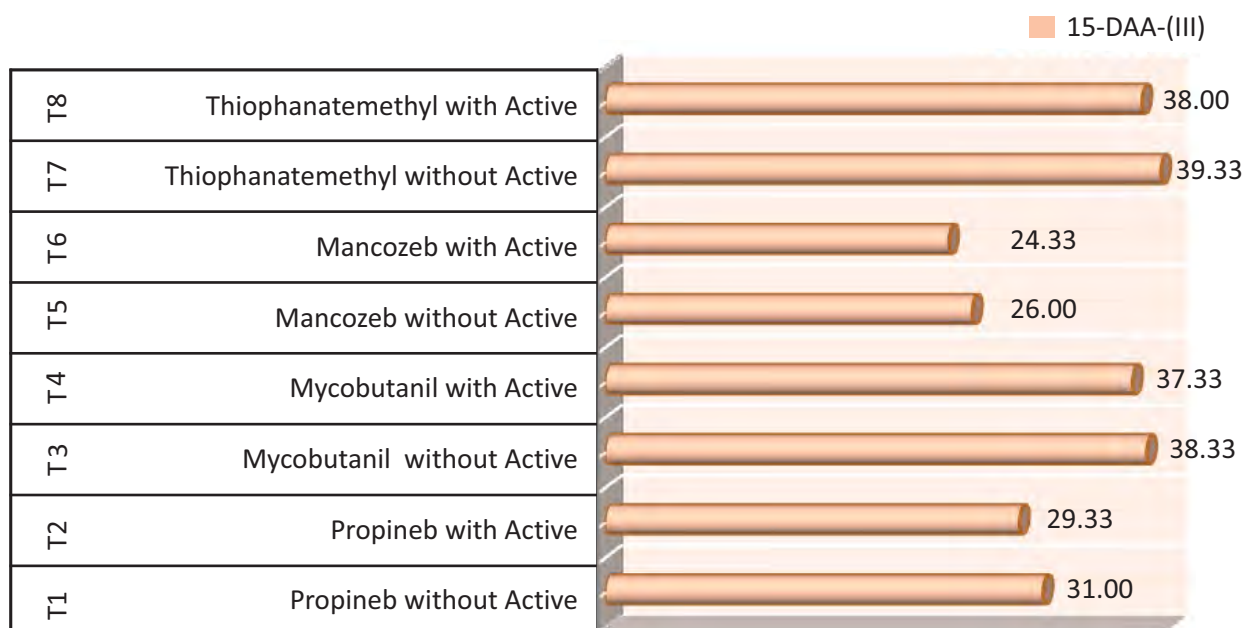 15-DAA-(III)
T8 Thiophanatemethyl with Active 38.00
T7 Thiophanatemethyl without Active 39.33
T6 Mancozeb with Active 24.33
T5 Mancozeb without Active 26.00
T4 Mycobutanil with Active 37.33
T3 Mycobutanil without Active 38.33
T2 Propineb with Active 29.33
T1 Propineb without Active 31.00